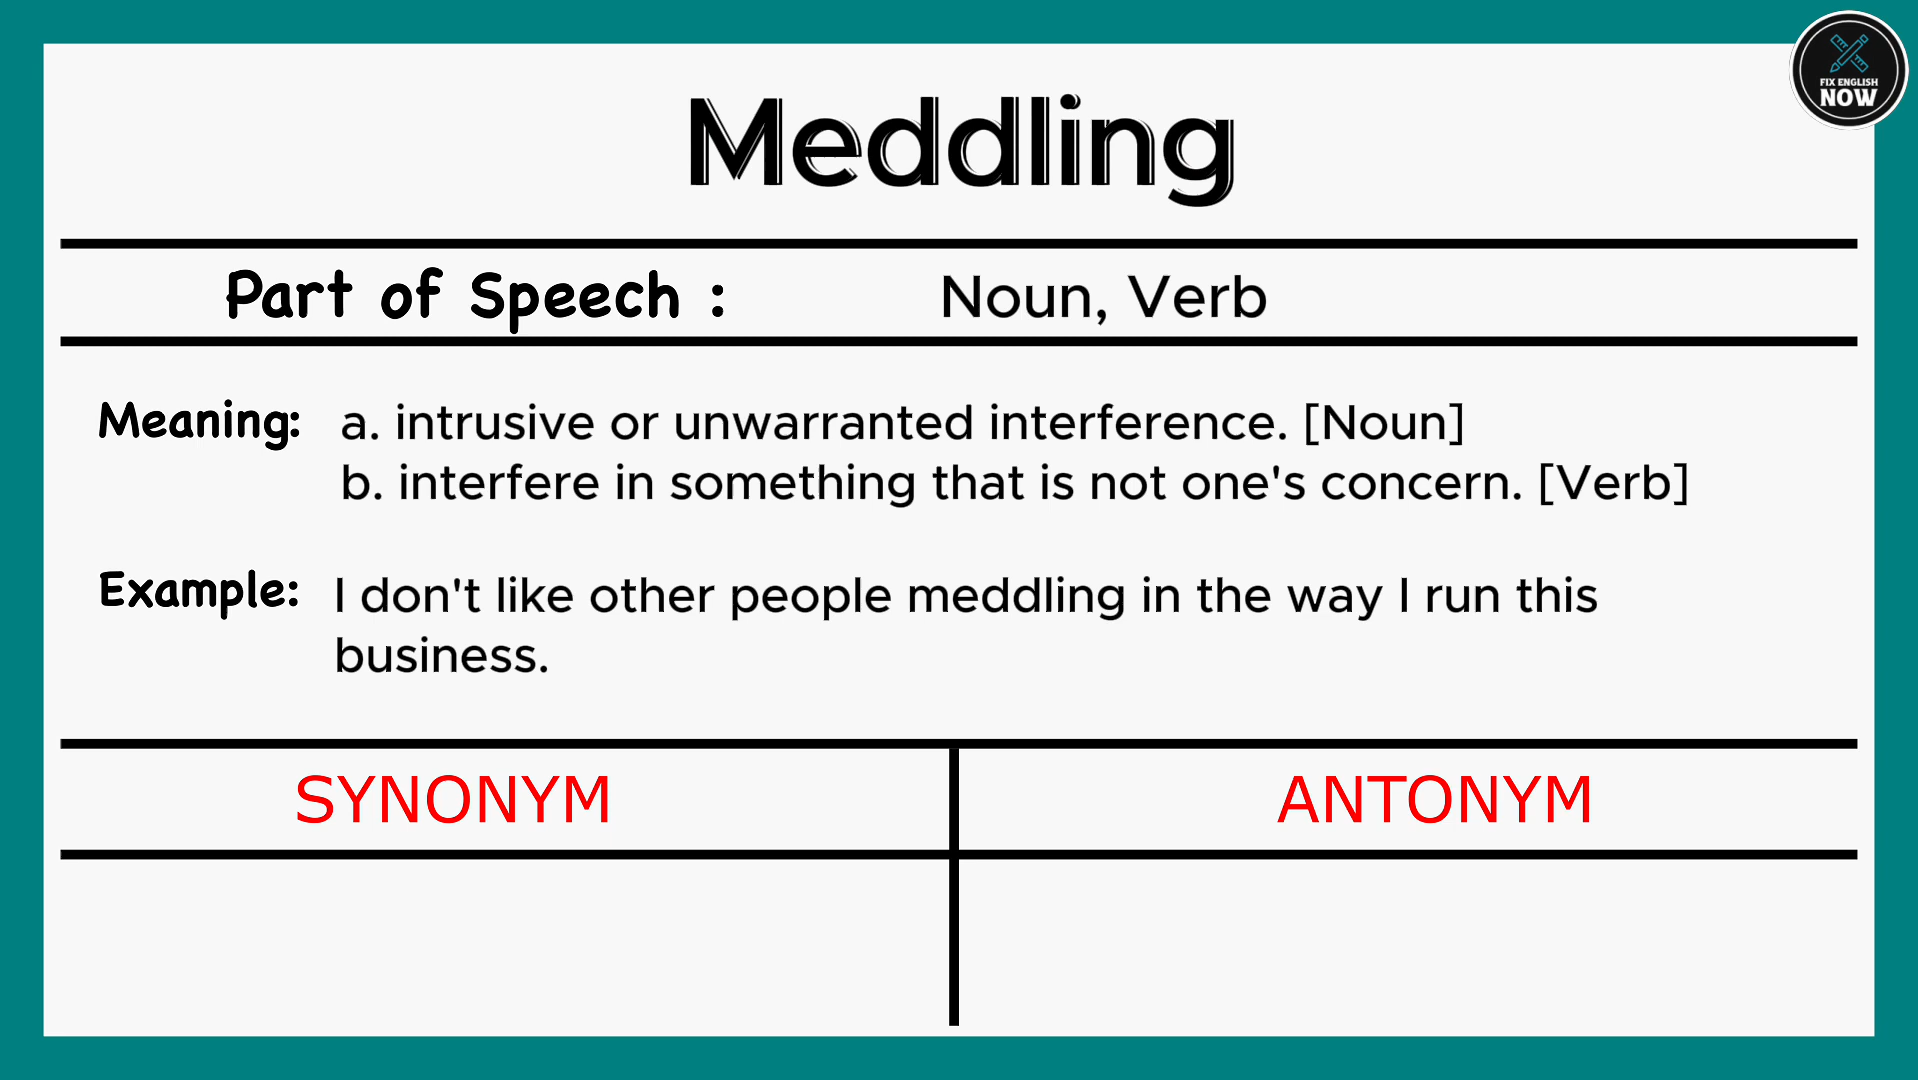 FIX ENGLISH
NOW
Meddling
Part of Speech : Noun, Verb
Meaning: a. intrusive or unwarranted interference. [Noun]
b. interfere in something that is not one's concern. [Verb]
Example: I don't like other people meddling in the way I run this
business.
SYNONYM ANTONYM